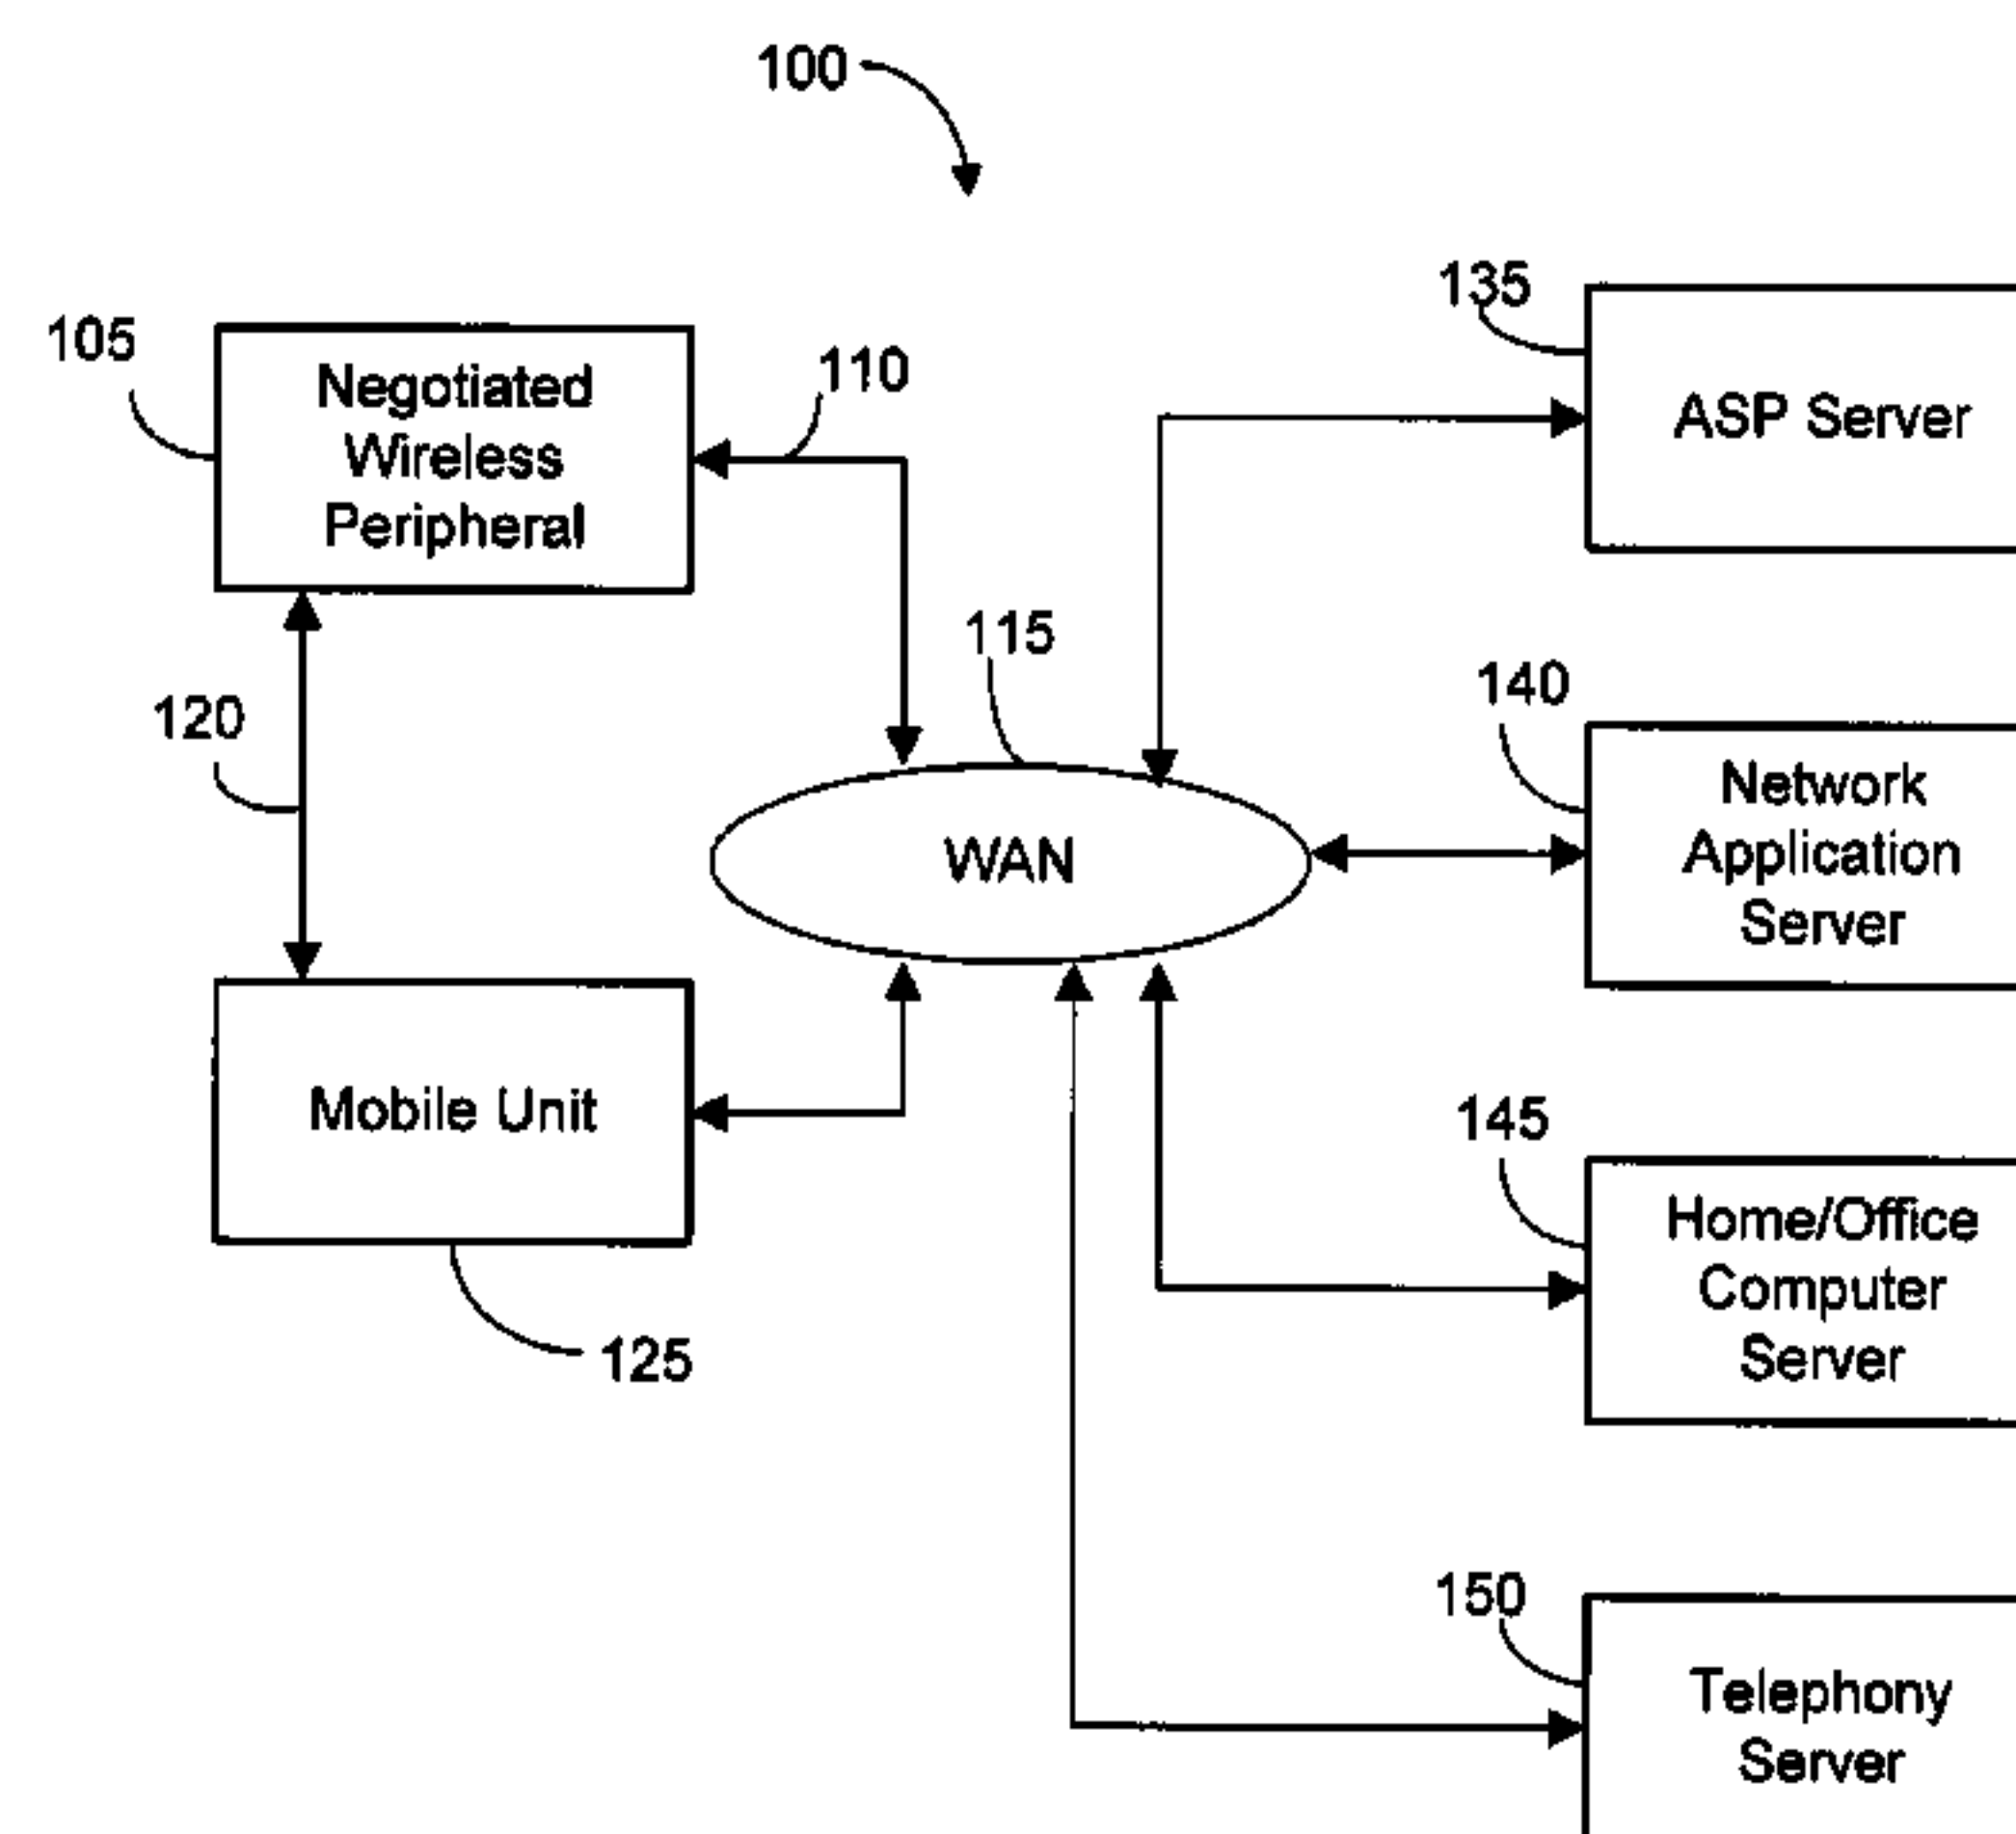 100
135
105
Negotiated
Wireless
Peripheral
110
ASP Server
115
120
140
Network
Application
Server
WAN
Mobile Unit
145
Home/Office
Computer
Server
125
150
Telephony
Server